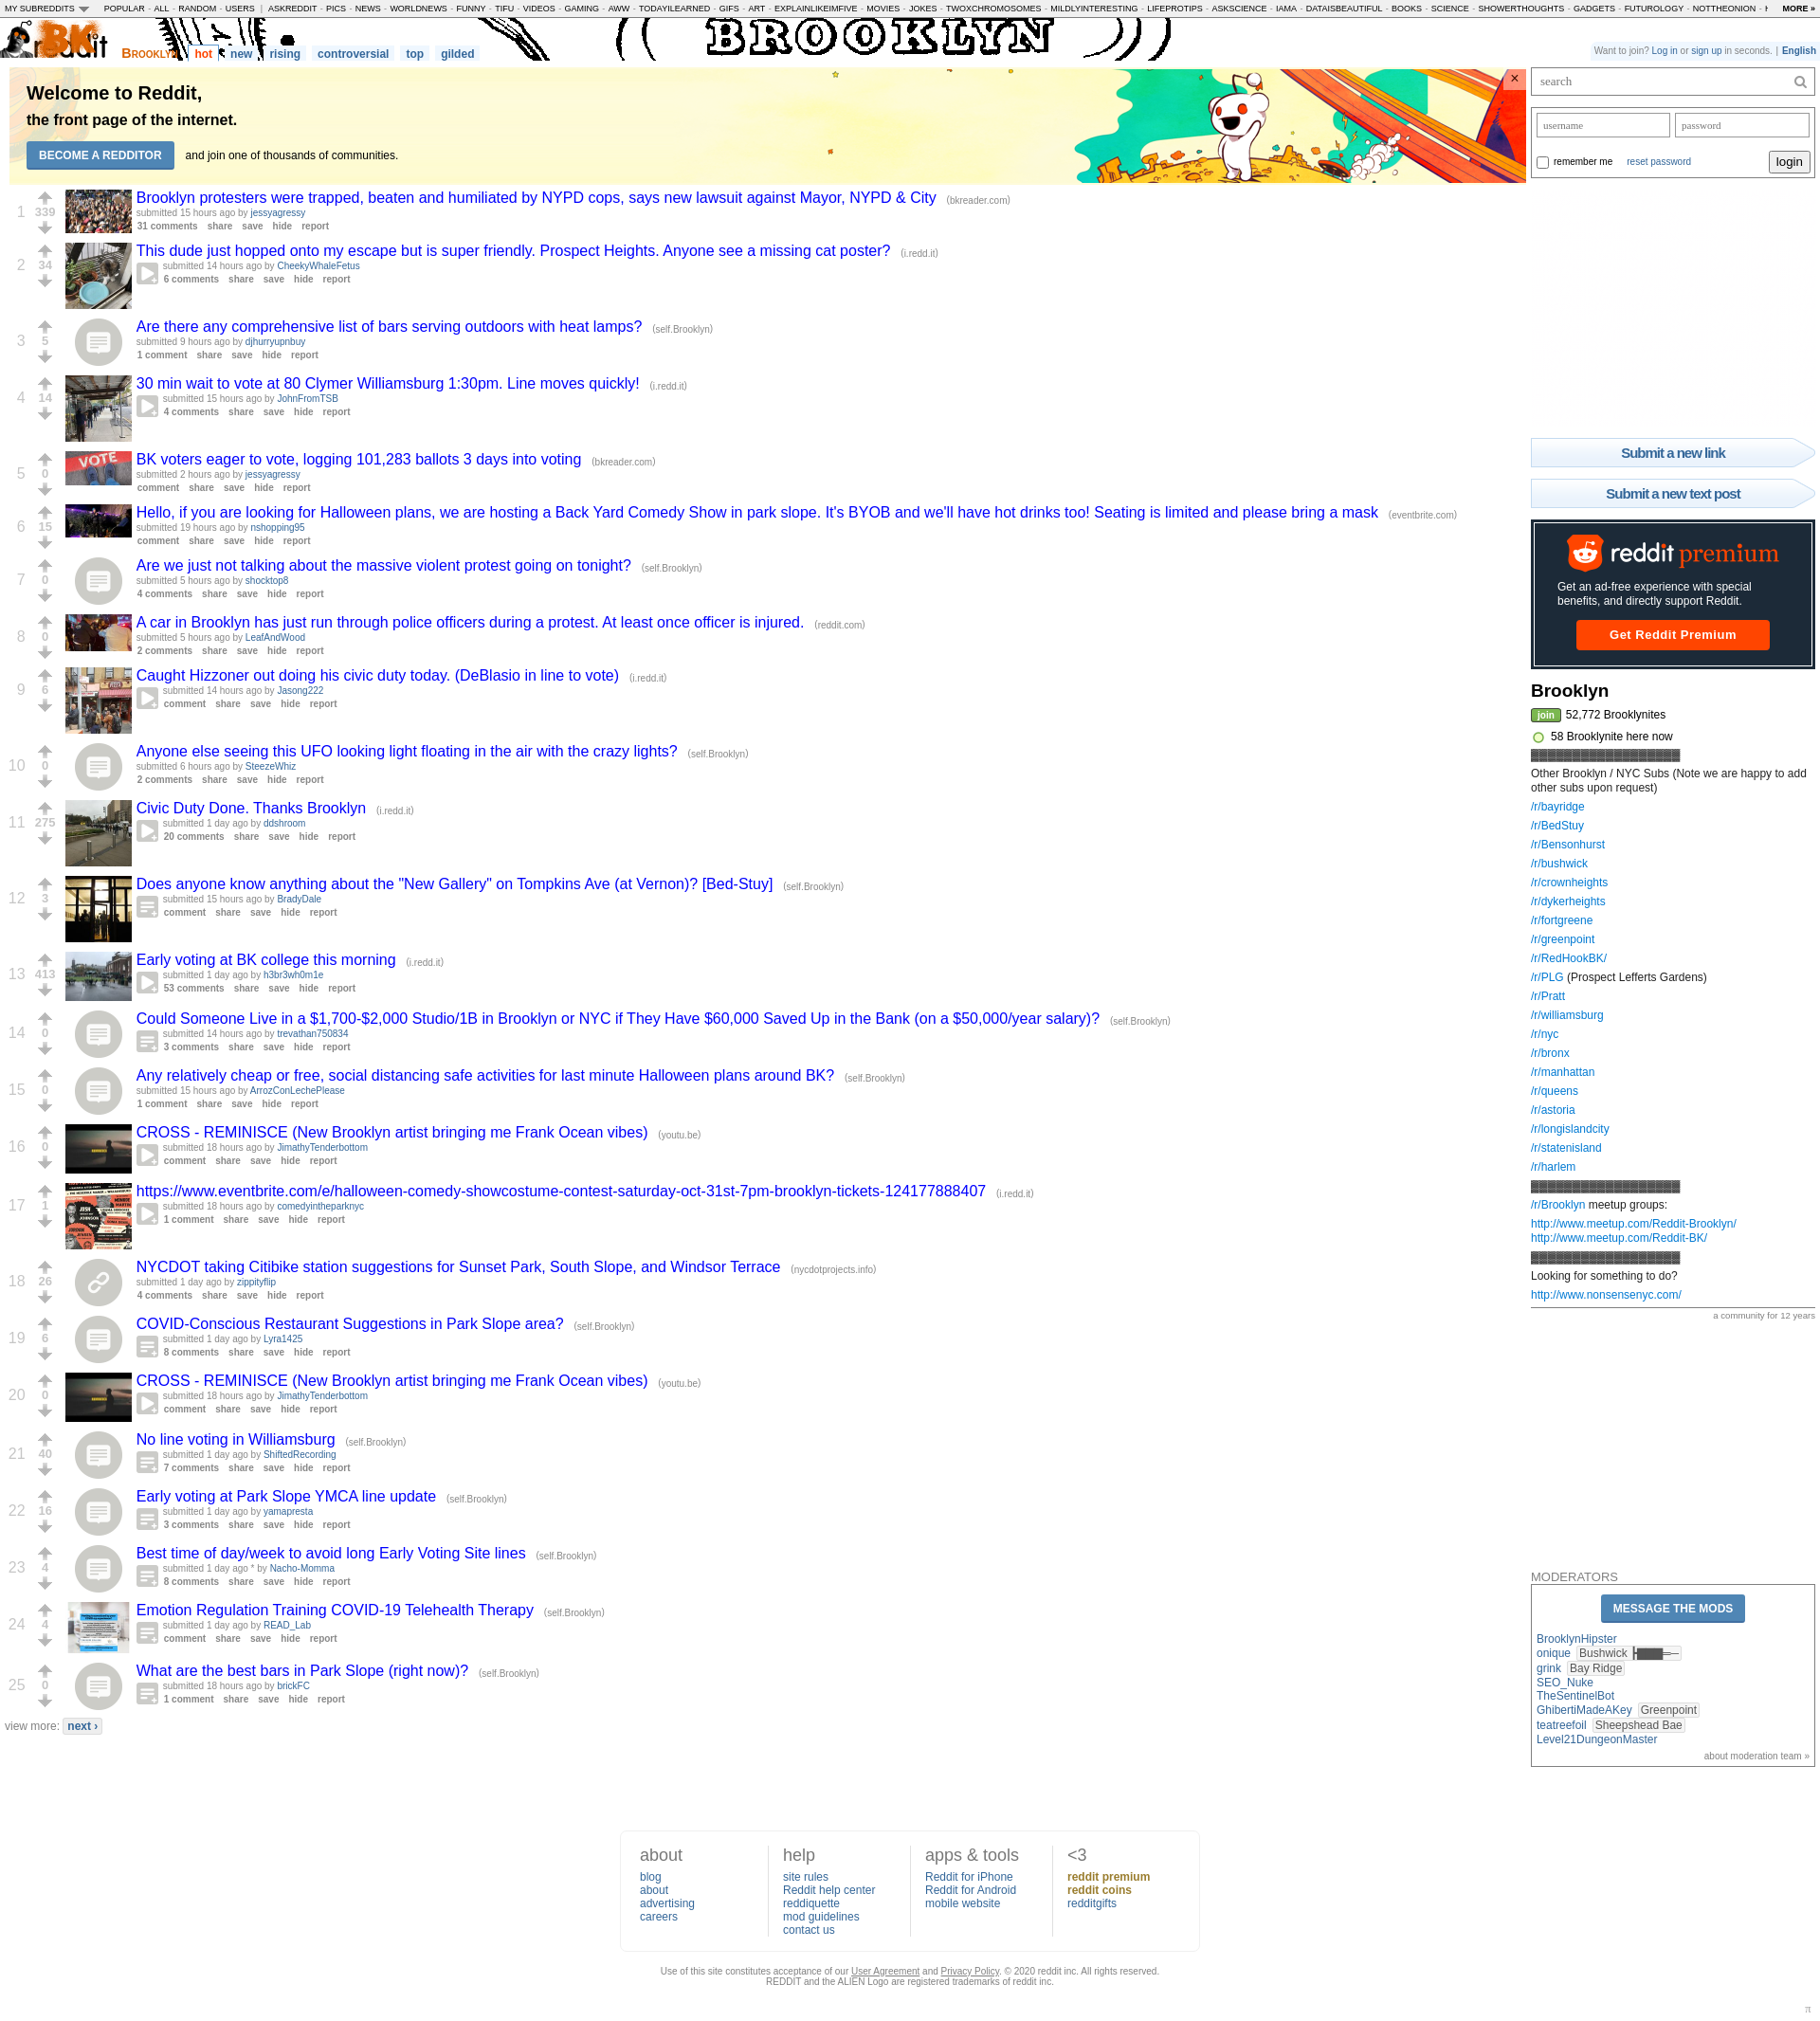 MY SUBREDDITS POPULAR - ALL - RANDOM - USERS | ASKREDDIT - PICS - NEWS - WORLDNEWS - FUNNY - TIFU - VIDEOS - GAMING - AWW - TODAYILEARNED - GIFS - ART - EXPLAINLIKEIMFIVE - MOVIES - JOKES - TWOXCHROMOSOMES - MILDLYINTERESTING - LIFEPROTIPS - ASKSCIENCE - IAMA - DATAISBEAUTIFUL - BOOKS - SCIENCE - SHOWERTHOUGHTS - GADGETS - FUTUROLOGY - NOTTHEONION - MORE »
BK reddit BROOKLYN hot new rising controversial top gilded
BROOKLYN
Want to join? Log in or sign up in seconds. | English
Welcome to Reddit,
the front page of the internet.
BECOME A REDDITOR and join one of thousands of communities.
×
search
username password
remember me reset password login
1 339 Brooklyn protesters were trapped, beaten and humiliated by NYPD cops, says new lawsuit against Mayor, NYPD & City (bkreader.com)
submitted 15 hours ago by jessyagressy
31 comments share save hide report
2 34 This dude just hopped onto my escape but is super friendly. Prospect Heights. Anyone see a missing cat poster? (i.redd.it)
submitted 14 hours ago by CheekyWhaleFetus
6 comments share save hide report
3 5 Are there any comprehensive list of bars serving outdoors with heat lamps? (self.Brooklyn)
submitted 9 hours ago by djhurryupnbuy
1 comment share save hide report
4 14 30 min wait to vote at 80 Clymer Williamsburg 1:30pm. Line moves quickly! (i.redd.it)
submitted 15 hours ago by JohnFromTSB
4 comments share save hide report
VOTE
5 0 BK voters eager to vote, logging 101,283 ballots 3 days into voting (bkreader.com)
submitted 2 hours ago by jessyagressy
comment share save hide report
6 15 Hello, if you are looking for Halloween plans, we are hosting a Back Yard Comedy Show in park slope. It's BYOB and we'll have hot drinks too! Seating is limited and please bring a mask (eventbrite.com)
submitted 19 hours ago by nshopping95
comment share save hide report
7 0 Are we just not talking about the massive violent protest going on tonight? (self.Brooklyn)
submitted 5 hours ago by shocktop8
4 comments share save hide report
8 0 A car in Brooklyn has just run through police officers during a protest. At least once officer is injured. (reddit.com)
submitted 5 hours ago by LeafAndWood
2 comments share save hide report
9 6 Caught Hizzoner out doing his civic duty today. (DeBlasio in line to vote) (i.redd.it)
submitted 14 hours ago by Jasong222
comment share save hide report
10 0 Anyone else seeing this UFO looking light floating in the air with the crazy lights? (self.Brooklyn)
submitted 6 hours ago by SteezeWhiz
2 comments share save hide report
11 275 Civic Duty Done. Thanks Brooklyn (i.redd.it)
submitted 1 day ago by ddshroom
20 comments share save hide report
12 3 Does anyone know anything about the "New Gallery" on Tompkins Ave (at Vernon)? [Bed-Stuy] (self.Brooklyn)
submitted 15 hours ago by BradyDale
comment share save hide report
13 413 Early voting at BK college this morning (i.redd.it)
submitted 1 day ago by h3br3wh0m1e
53 comments share save hide report
14 0 Could Someone Live in a $1,700-$2,000 Studio/1B in Brooklyn or NYC if They Have $60,000 Saved Up in the Bank (on a $50,000/year salary)? (self.Brooklyn)
submitted 14 hours ago by trevathan750834
3 comments share save hide report
15 0 Any relatively cheap or free, social distancing safe activities for last minute Halloween plans around BK? (self.Brooklyn)
submitted 15 hours ago by ArrozConLechePlease
1 comment share save hide report
16 0 CROSS - REMINISCE (New Brooklyn artist bringing me Frank Ocean vibes) (youtu.be)
submitted 18 hours ago by JimathyTenderbottom
comment share save hide report
17 1 https://www.eventbrite.com/e/halloween-comedy-showcostume-contest-saturday-oct-31st-7pm-brooklyn-tickets-124177888407 (i.redd.it)
submitted 18 hours ago by comedyintheparknyc
1 comment share save hide report
18 26 NYCDOT taking Citibike station suggestions for Sunset Park, South Slope, and Windsor Terrace (nycdotprojects.info)
submitted 1 day ago by zippityflip
4 comments share save hide report
19 6 COVID-Conscious Restaurant Suggestions in Park Slope area? (self.Brooklyn)
submitted 1 day ago by Lyra1425
8 comments share save hide report
20 0 CROSS - REMINISCE (New Brooklyn artist bringing me Frank Ocean vibes) (youtu.be)
submitted 18 hours ago by JimathyTenderbottom
comment share save hide report
21 40 No line voting in Williamsburg (self.Brooklyn)
submitted 1 day ago by ShiftedRecording
7 comments share save hide report
22 16 Early voting at Park Slope YMCA line update (self.Brooklyn)
submitted 1 day ago by yamapresta
3 comments share save hide report
23 4 Best time of day/week to avoid long Early Voting Site lines (self.Brooklyn)
submitted 1 day ago * by Nacho-Momma
8 comments share save hide report
24 4 Emotion Regulation Training COVID-19 Telehealth Therapy (self.Brooklyn)
submitted 1 day ago by READ_Lab
comment share save hide report
25 0 What are the best bars in Park Slope (right now)? (self.Brooklyn)
submitted 18 hours ago by brickFC
1 comment share save hide report
view more: next ›
Submit a new link
Submit a new text post
reddit premium
Get an ad-free experience with special
benefits, and directly support Reddit.
Get Reddit Premium
Brooklyn
join 52,772 Brooklynites
58 Brooklynite here now
Other Brooklyn / NYC Subs (Note we are happy to add
other subs upon request)
/r/bayridge
/r/BedStuy
/r/Bensonhurst
/r/bushwick
/r/crownheights
/r/dykerheights
/r/fortgreene
/r/greenpoint
/r/RedHookBK/
/r/PLG (Prospect Lefferts Gardens)
/r/Pratt
/r/williamsburg
/r/nyc
/r/bronx
/r/manhattan
/r/queens
/r/astoria
/r/longislandcity
/r/statenisland
/r/harlem
/r/Brooklyn meetup groups:
http://www.meetup.com/Reddit-Brooklyn/
http://www.meetup.com/Reddit-BK/
Looking for something to do?
http://www.nonsensenyc.com/
a community for 12 years
MODERATORS
MESSAGE THE MODS
BrooklynHipster
onique Bushwick
grink Bay Ridge
SEO_Nuke
TheSentinelBot
GhibertiMadeAKey Greenpoint
teatreefoil Sheepshead Bae
Level21DungeonMaster
about moderation team »
about
blog
about
advertising
careers
help
site rules
Reddit help center
reddiquette
mod guidelines
contact us
apps & tools
Reddit for iPhone
Reddit for Android
mobile website
<3
reddit premium
reddit coins
redditgifts
Use of this site constitutes acceptance of our User Agreement and Privacy Policy. © 2020 reddit inc. All rights reserved.
REDDIT and the ALIEN Logo are registered trademarks of reddit inc.
π